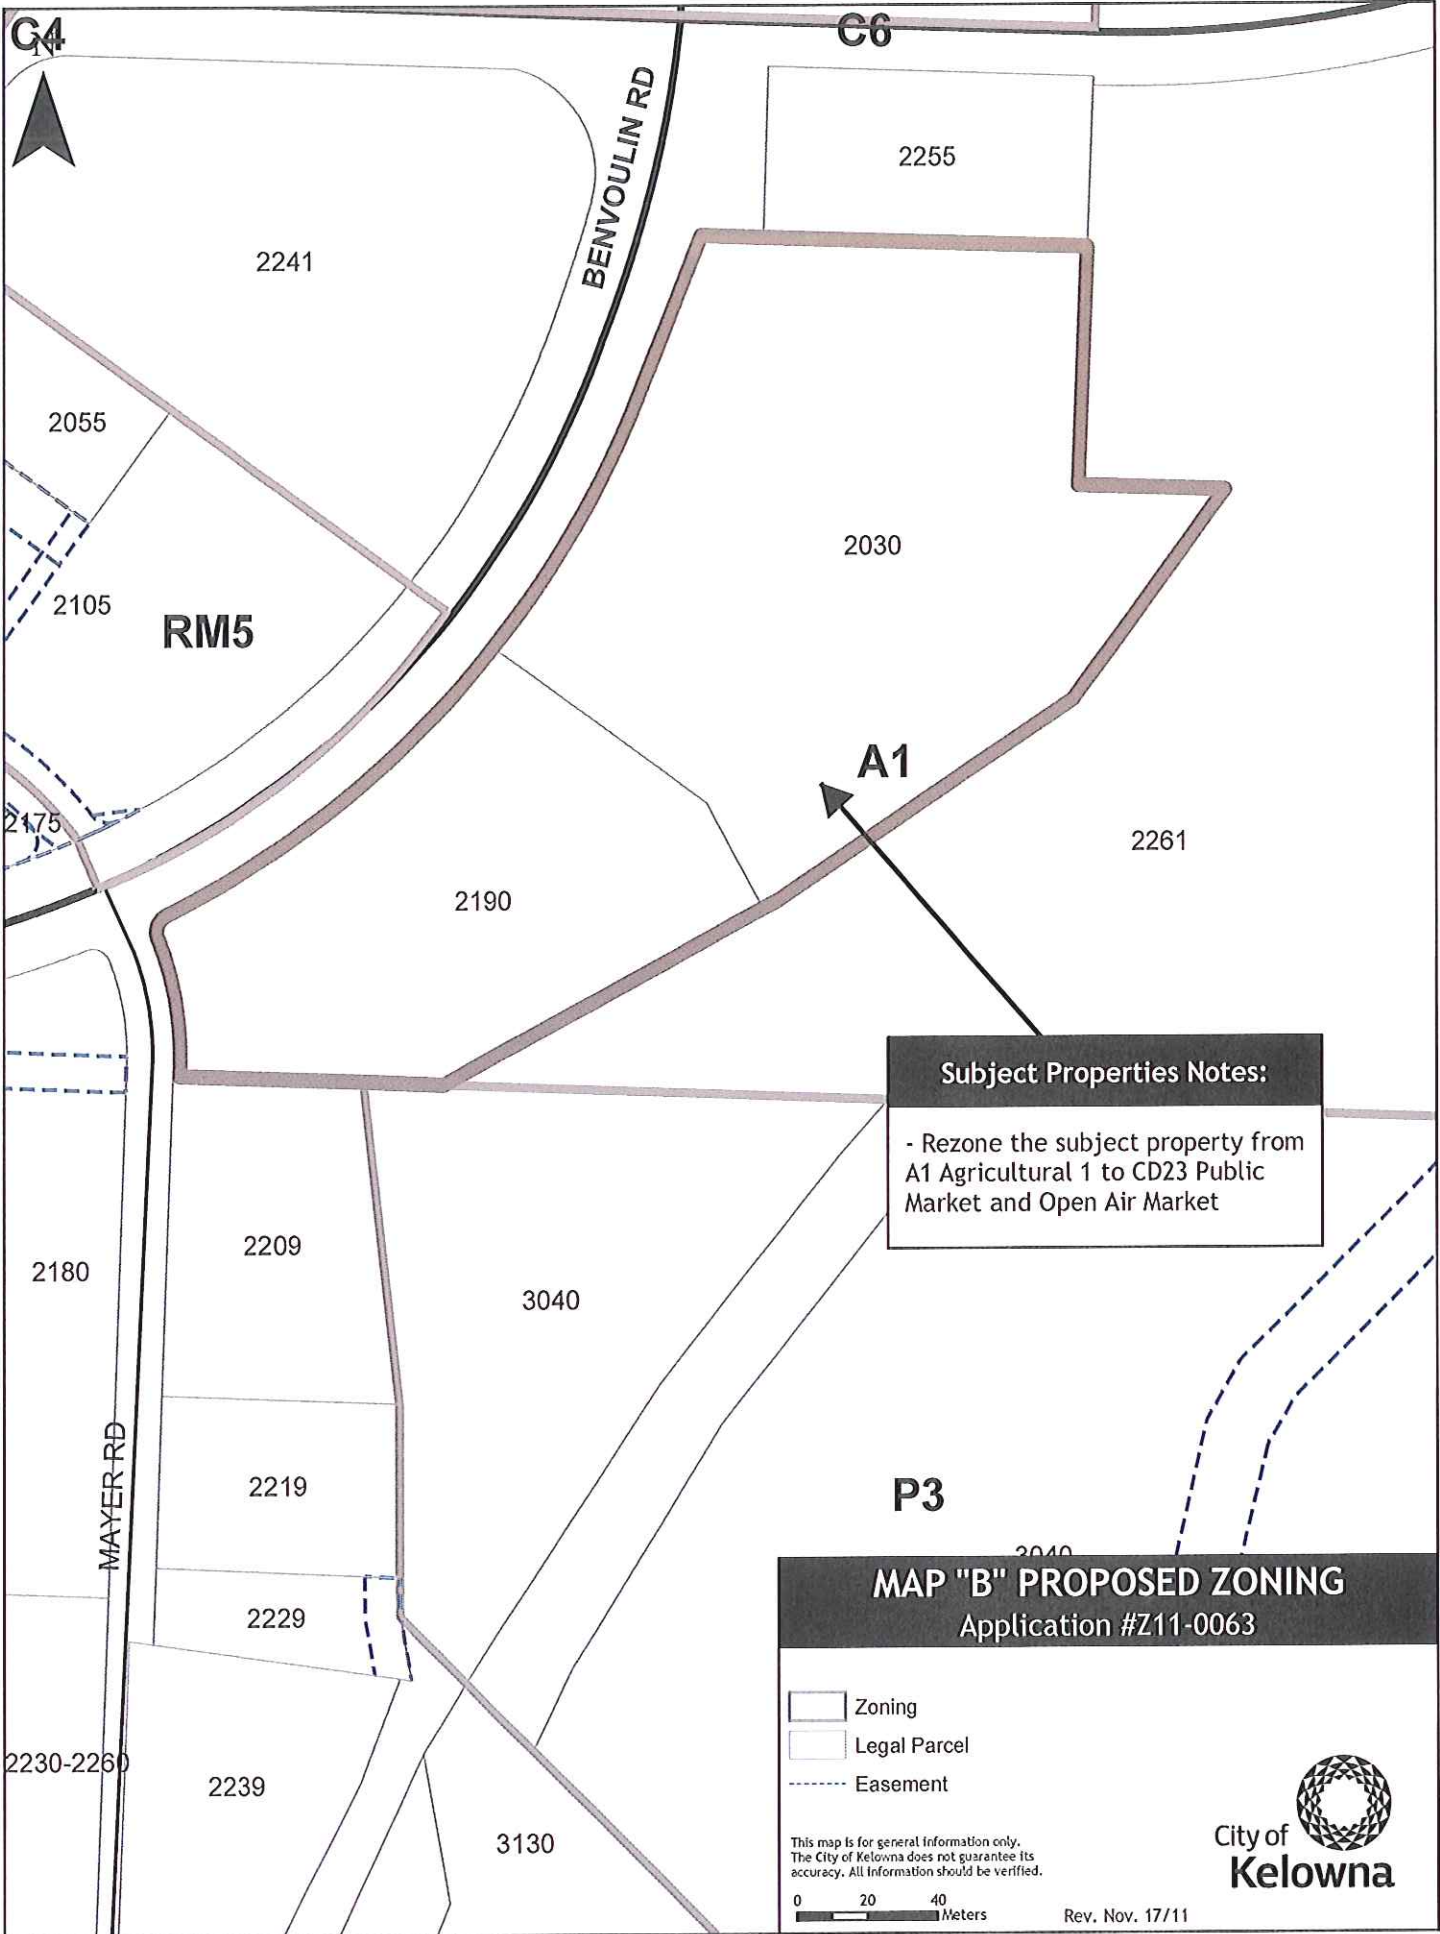 C4
N
C6
BENVOULIN RD
2255
2241
2055
2030
2105
RM5
A1
2175
2261
2190
Subject Properties Notes:
- Rezone the subject property from
A1 Agricultural 1 to CD23 Public
Market and Open Air Market
2209
2180
3040
MAYER RD
2219
P3
3040
2229
MAP "B" PROPOSED ZONING
Application #Z11-0063
Zoning
Legal Parcel
Easement
2230-2260
2239
3130
This map is for general information only.
The City of Kelowna does not guarantee its
accuracy. All information should be verified.
0 20 40
Meters
Rev. Nov. 17/11
City of
Kelowna